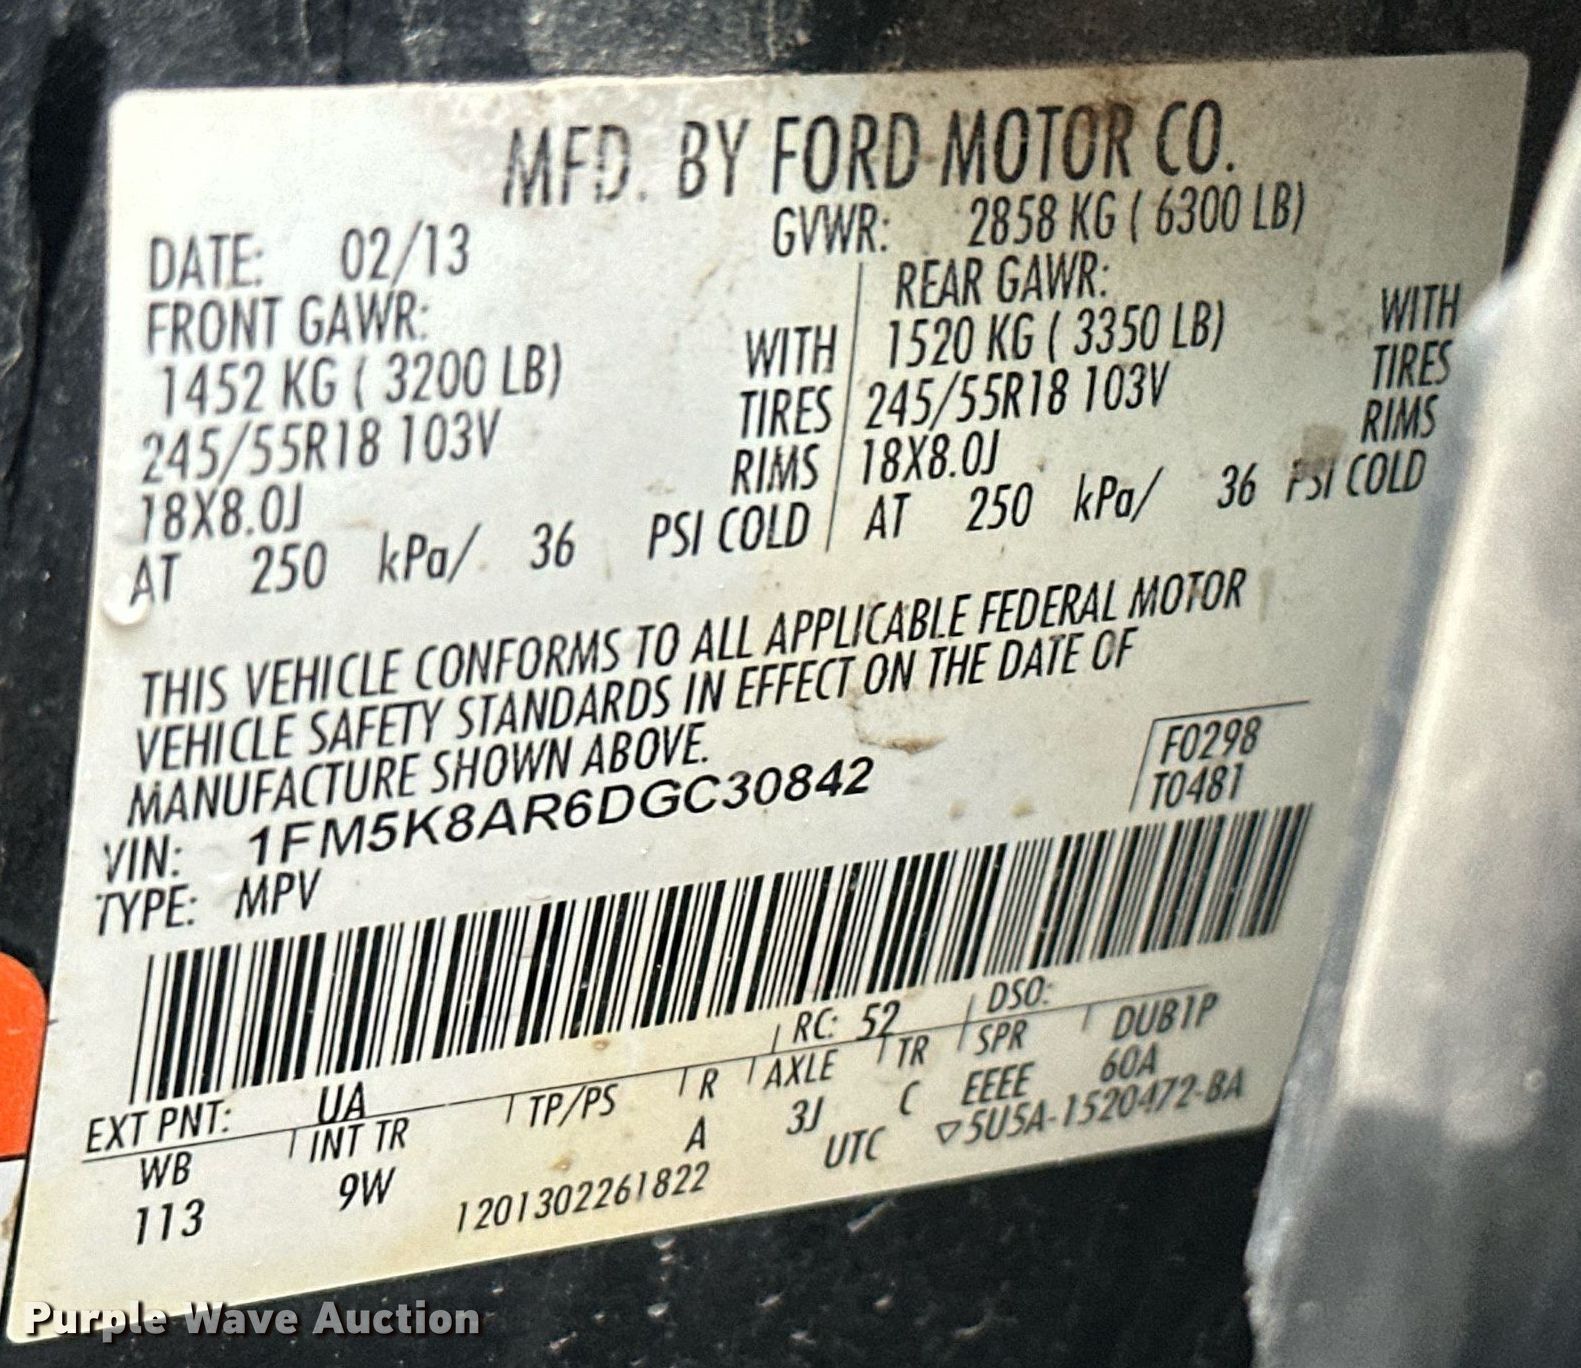 MFD. BY FORD MOTOR CO.
DATE: 02/13 GVWR: 2858 KG ( 6300 LB)
FRONT GAWR: REAR GAWR:
1452 KG ( 3200 LB) WITH 1520 KG ( 3350 LB) WITH
245/55R18 103V TIRES 245/55R18 103V TIRES
18X8.0J RIMS 18X8.0J RIMS
AT 250 kPa/ 36 PSI COLD AT 250 kPa/ 36 PSI COLD
THIS VEHICLE CONFORMS TO ALL APPLICABLE FEDERAL MOTOR
VEHICLE SAFETY STANDARDS IN EFFECT ON THE DATE OF
MANUFACTURE SHOWN ABOVE.
F0298
VIN: 1FM5K8AR6DGC30842 T0481
TYPE: MPV
EXT PNT: UA RC: 52 DSO:
WB INT TR TP/PS R AXLE TR SPR DUB1P
113 9W A 3J C EEEE 60A
1201302261822 UTC ▽5U5A-1520472-BA
Purple Wave Auction